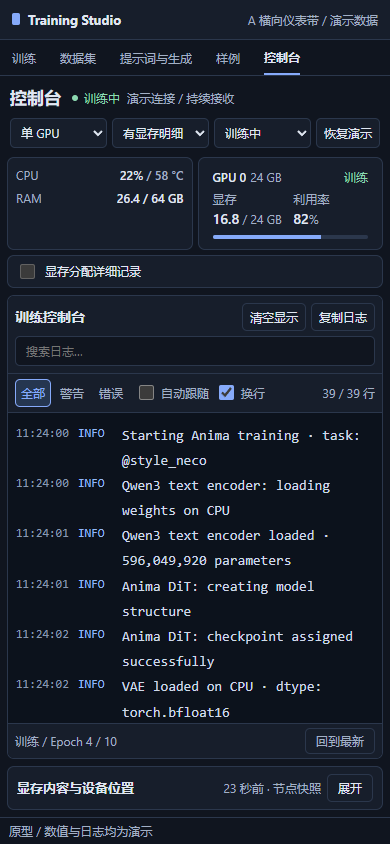 Training Studio A 横向仪表带 / 演示数据
训练 数据集 提示词与生成 样例 控制台
控制台 训练中 演示连接 / 持续接收
单 GPU 有显存明细 训练中 恢复演示
CPU 22% / 58 °C
RAM 26.4 / 64 GB
GPU 0 24 GB 训练
显存 利用率
16.8 / 24 GB 82%
显存分配详细记录
训练控制台 清空显示 复制日志
搜索日志...
全部 警告 错误 自动跟随 换行 39 / 39 行
11:24:00 INFO Starting Anima training · task:
@style_neco
11:24:00 INFO Qwen3 text encoder: loading
weights on CPU
11:24:01 INFO Qwen3 text encoder loaded ·
596,049,920 parameters
11:24:01 INFO Anima DiT: creating model
structure
11:24:02 INFO Anima DiT: checkpoint assigned
successfully
11:24:02 INFO VAE loaded on CPU · dtype:
torch.bfloat16
训练 / Epoch 4 / 10 回到最新
显存内容与设备位置 23 秒前 · 节点快照 展开
原型 / 数值与日志均为演示